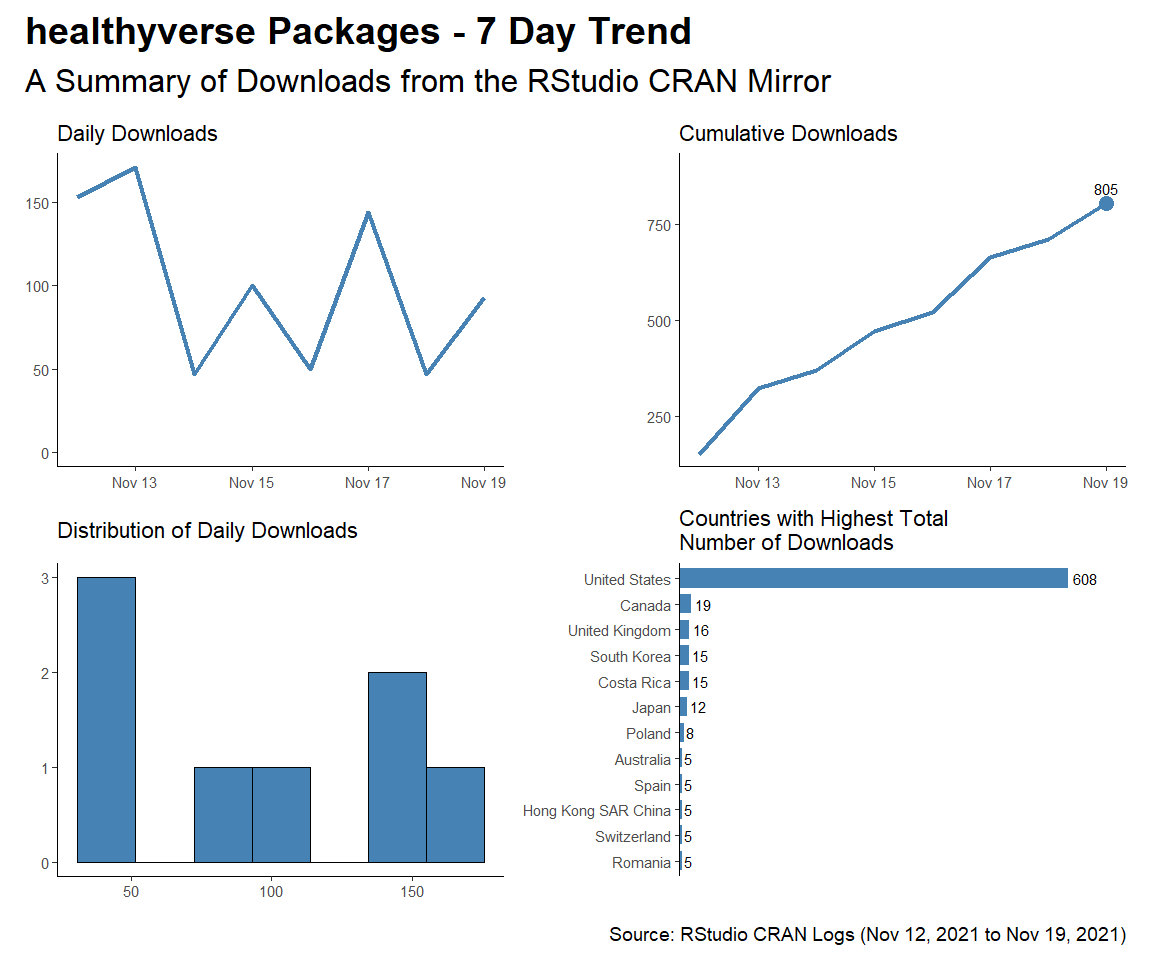 healthyverse Packages - 7 Day Trend
A Summary of Downloads from the RStudio CRAN Mirror
Daily Downloads
150
100
50
0
Nov 13 Nov 15 Nov 17 Nov 19
Cumulative Downloads
805
750
500
250
Nov 13 Nov 15 Nov 17 Nov 19
Distribution of Daily Downloads
3
2
1
0
50 100 150
Countries with Highest Total
Number of Downloads
United States 608
Canada 19
United Kingdom 16
South Korea 15
Costa Rica 15
Japan 12
Poland 8
Australia 5
Spain 5
Hong Kong SAR China 5
Switzerland 5
Romania 5
Source: RStudio CRAN Logs (Nov 12, 2021 to Nov 19, 2021)